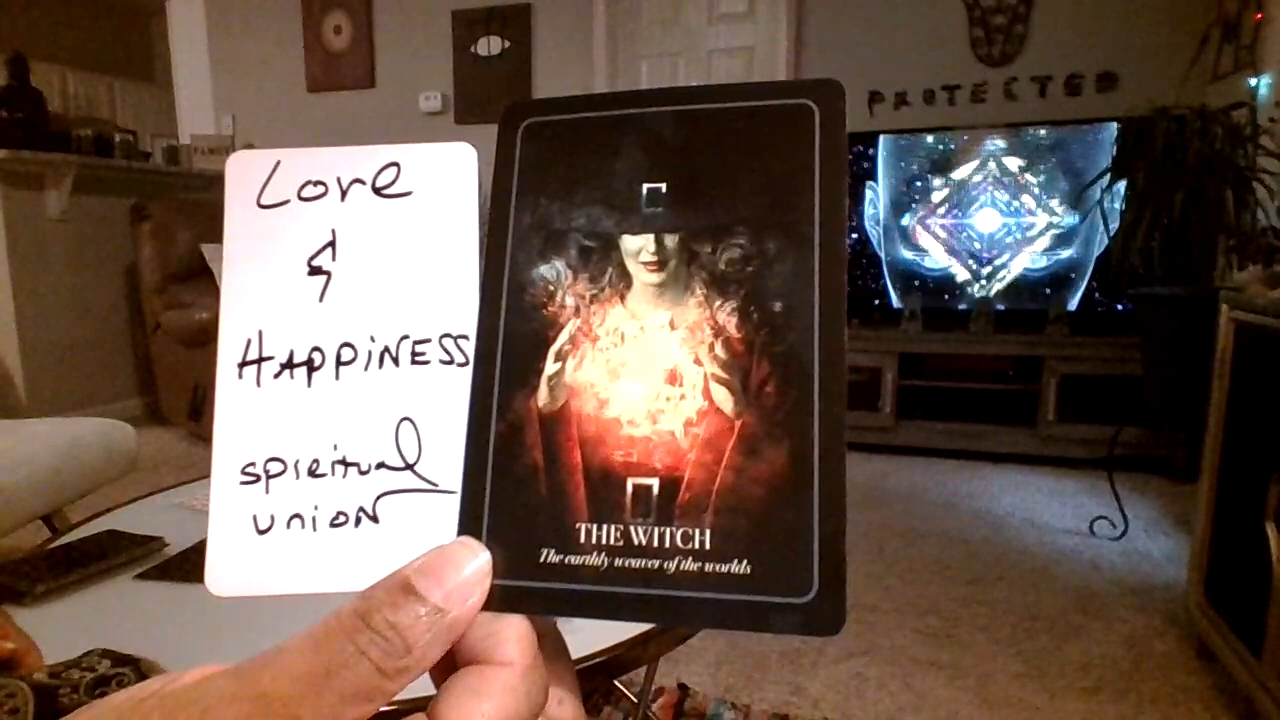 PROTECTED
Love
&
HAPPINESS
spiritual
union
THE WITCH
The earthly weaver of the worlds